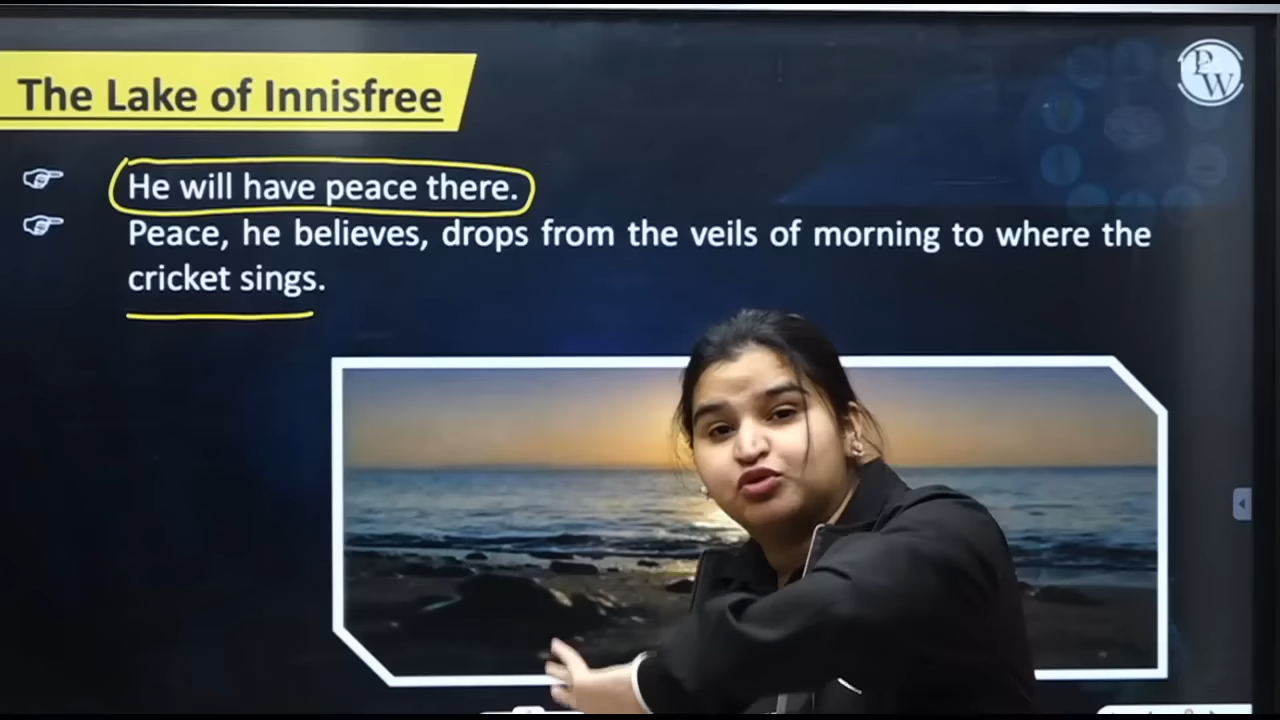 The Lake of Innisfree
PW
He will have peace there.
Peace, he believes, drops from the veils of morning to where the
cricket sings.